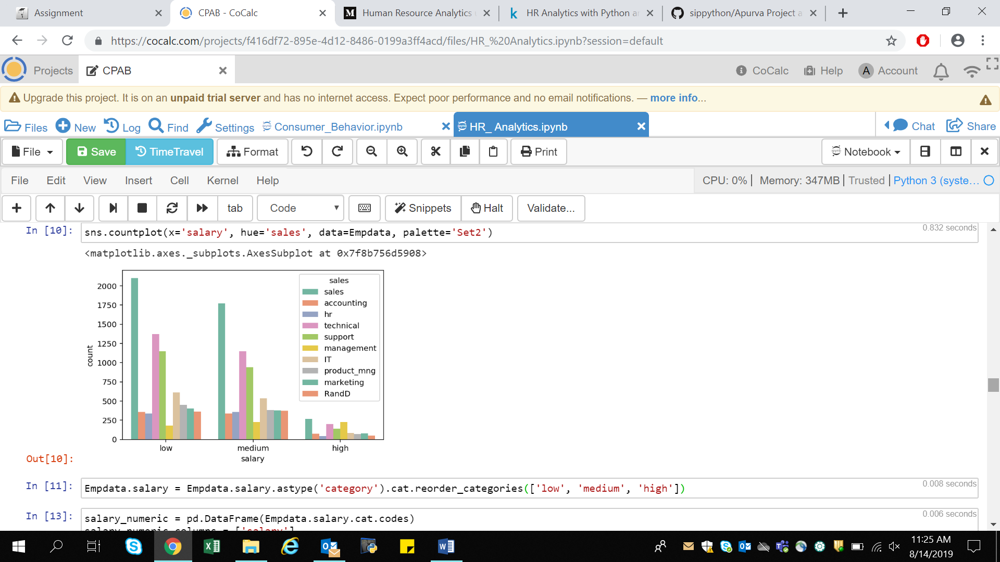 Assignment
CPAB - CoCalc
Human Resource Analytics
HR Analytics with Python a
sippython/Apurva Project a
https://cocalc.com/projects/f416df72-895e-4d12-8486-0199a3ff4acd/files/HR_%20Analytics.ipynb?session=default
Projects
CPAB
CoCalc
Help
A Account
Upgrade this project. It is on an unpaid trial server and has no internet access. Expect poor performance and no email notifications. — more info...
Files
New
Log
Find
Settings
Consumer_Behavior.ipynb
HR_ Analytics.ipynb
Chat
Share
File
Save
TimeTravel
Format
Print
Notebook
File Edit View Insert Cell Kernel Help
CPU: 0% | Memory: 347MB | Trusted | Python 3 (syste...
tab
Code
Snippets
Halt
Validate...
In [10]:
sns.countplot(x='salary', hue='sales', data=Empdata, palette='Set2')
0.832 seconds
<matplotlib.axes._subplots.AxesSubplot at 0x7f8b756d5908>
2000
1750
1500
1250
1000
750
500
250
0
count
low
medium
high
salary
sales
sales
accounting
hr
technical
support
management
IT
product_mng
marketing
RandD
Out[10]:
In [11]:
Empdata.salary = Empdata.salary.astype('category').cat.reorder_categories(['low', 'medium', 'high'])
0.008 seconds
In [13]:
salary_numeric = pd.DataFrame(Empdata.salary.cat.codes)
0.006 seconds
salary_numeric.columns = ['salary']
11:25 AM
8/14/2019